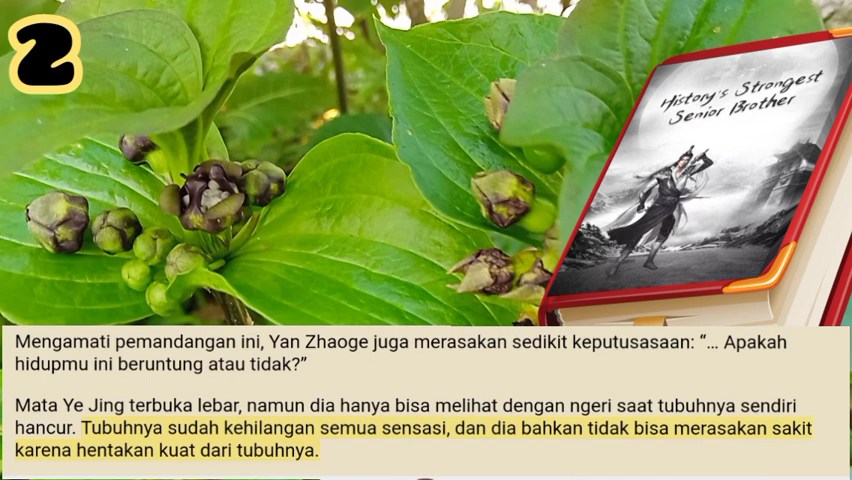 2
History's Strongest
Senior Brother
Mengamati pemandangan ini, Yan Zhaoge juga merasakan sedikit keputusasaan: “… Apakah
hidupmu ini beruntung atau tidak?”
Mata Ye Jing terbuka lebar, namun dia hanya bisa melihat dengan ngeri saat tubuhnya sendiri
hancur. Tubuhnya sudah kehilangan semua sensasi, dan dia bahkan tidak bisa merasakan sakit
karena hentakan kuat dari tubuhnya.